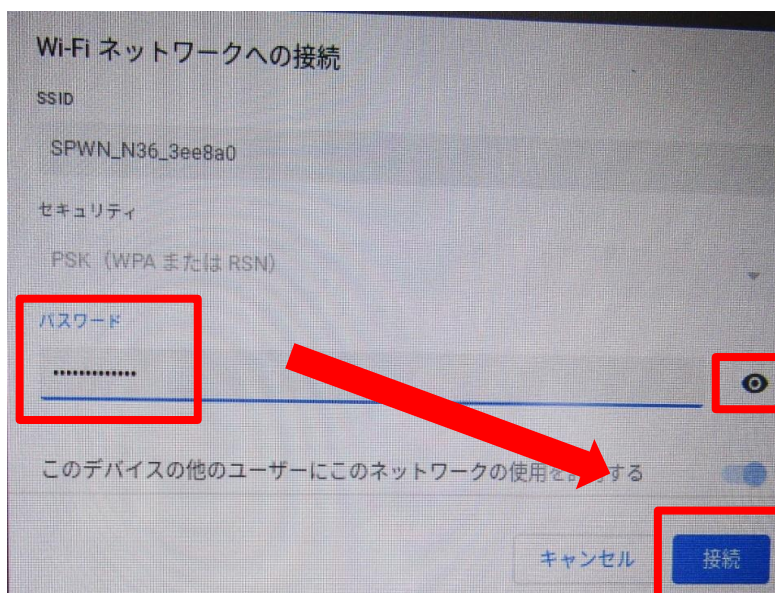 Wi-Fi ネットワークへの接続
SSID
SPWN_N36_3ee8a0
セキュリティ
PSK（WPA または RSN）
パスワード
•••••••••••••
このデバイスの他のユーザーにこのネットワークの使用を する
キャンセル
接続